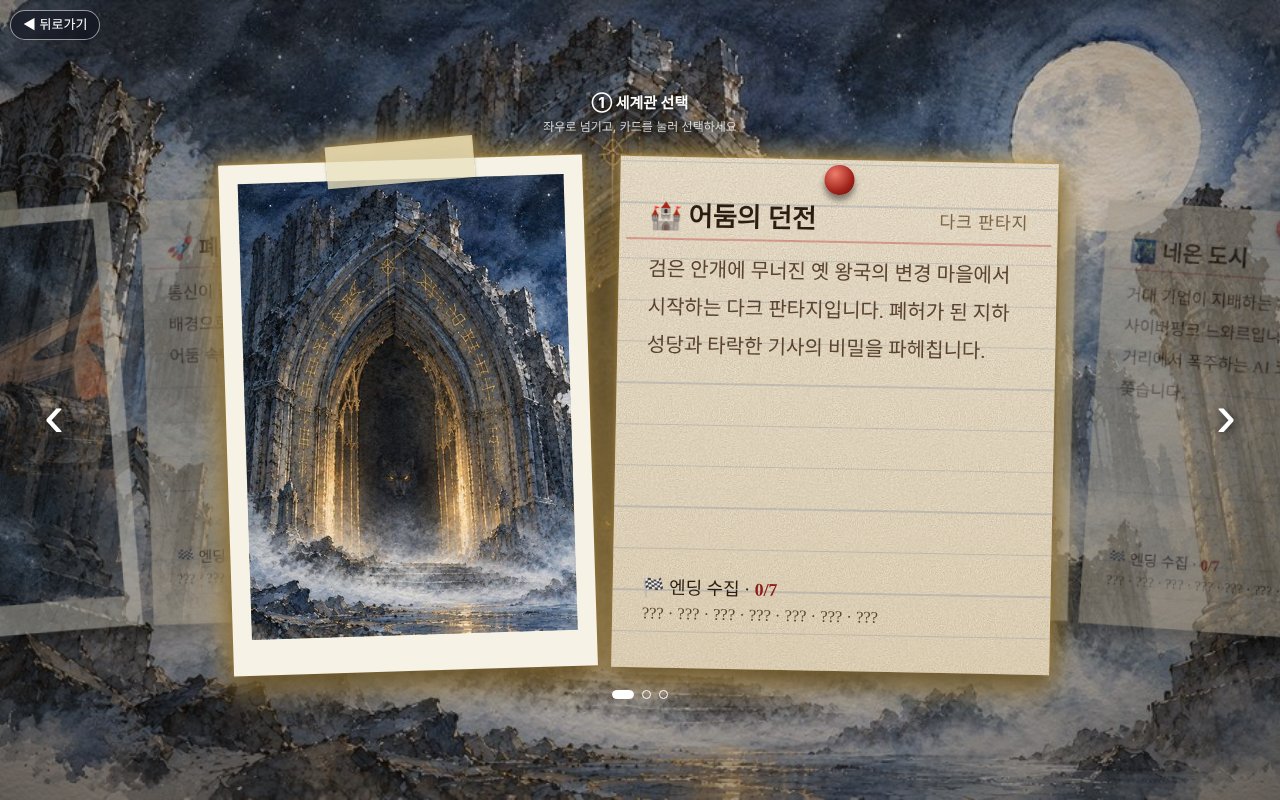 ◀ 뒤로가기
① 세계관 선택
좌우로 넘기고, 카드를 눌러 선택하세요
🏰 어둠의 던전
다크 판타지
검은 안개에 무너진 옛 왕국의 변경 마을에서
시작하는 다크 판타지입니다. 폐허가 된 지하
성당과 타락한 기사의 비밀을 파헤칩니다.
🏁 엔딩 수집 · 0/7
??? · ??? · ??? · ??? · ??? · ??? · ???
🚀 폐
통신이
배경으
어둠 속
🏁 엔딩
??? · ???
네온 도시
거대 기업이 지배하는
사이버펑크 느와르입니
거리에서 폭주하는 AI
쫓습니다.
🏁 엔딩 수집 · 0/7
??? · ??? · ??? · ??? · ??? · ??? · ???